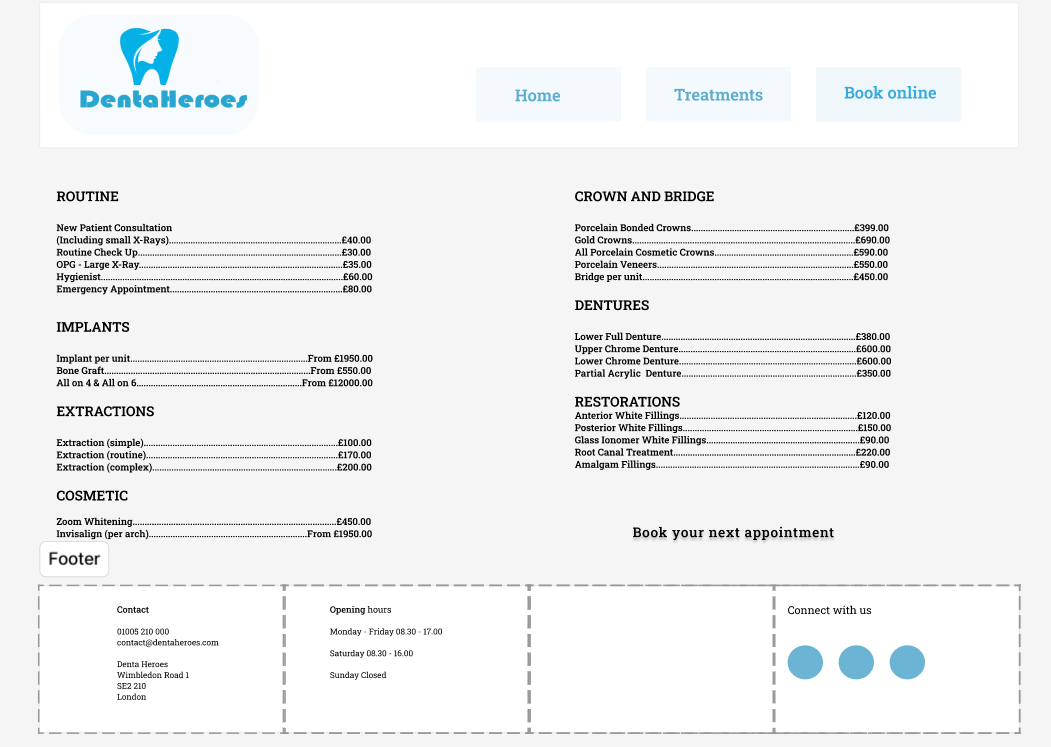 DentaHeroes
Home
Treatments
Book online
ROUTINE
New Patient Consultation
(Including small X-Rays)..........£40.00
Routine Check Up..........£30.00
OPG - Large X-Ray..........£35.00
Hygienist..........£60.00
Emergency Appointment..........£80.00
IMPLANTS
Implant per unit..........From £1950.00
Bone Graft..........From £550.00
All on 4 & All on 6..........From £12000.00
EXTRACTIONS
Extraction (simple)..........£100.00
Extraction (routine)..........£170.00
Extraction (complex)..........£200.00
COSMETIC
Zoom Whitening..........£450.00
Invisalign (per arch)..........From £1950.00
CROWN AND BRIDGE
Porcelain Bonded Crowns..........£399.00
Gold Crowns..........£690.00
All Porcelain Cosmetic Crowns..........£590.00
Porcelain Veneers..........£550.00
Bridge per unit..........£450.00
DENTURES
Lower Full Denture..........£380.00
Upper Chrome Denture..........£600.00
Lower Chrome Denture..........£600.00
Partial Acrylic  Denture..........£350.00
RESTORATIONS
Anterior White Fillings..........£120.00
Posterior White Fillings..........£150.00
Glass Ionomer White Fillings..........£90.00
Root Canal Treatment..........£220.00
Amalgam Fillings..........£90.00
Book your next appointment
Footer
Contact
01005 210 000
contact@dentaheroes.com
Denta Heroes
Wimbledon Road 1
SE2 210
London
Opening hours
Monday - Friday 08.30 - 17.00
Saturday 08.30 - 16.00
Sunday Closed
Connect with us